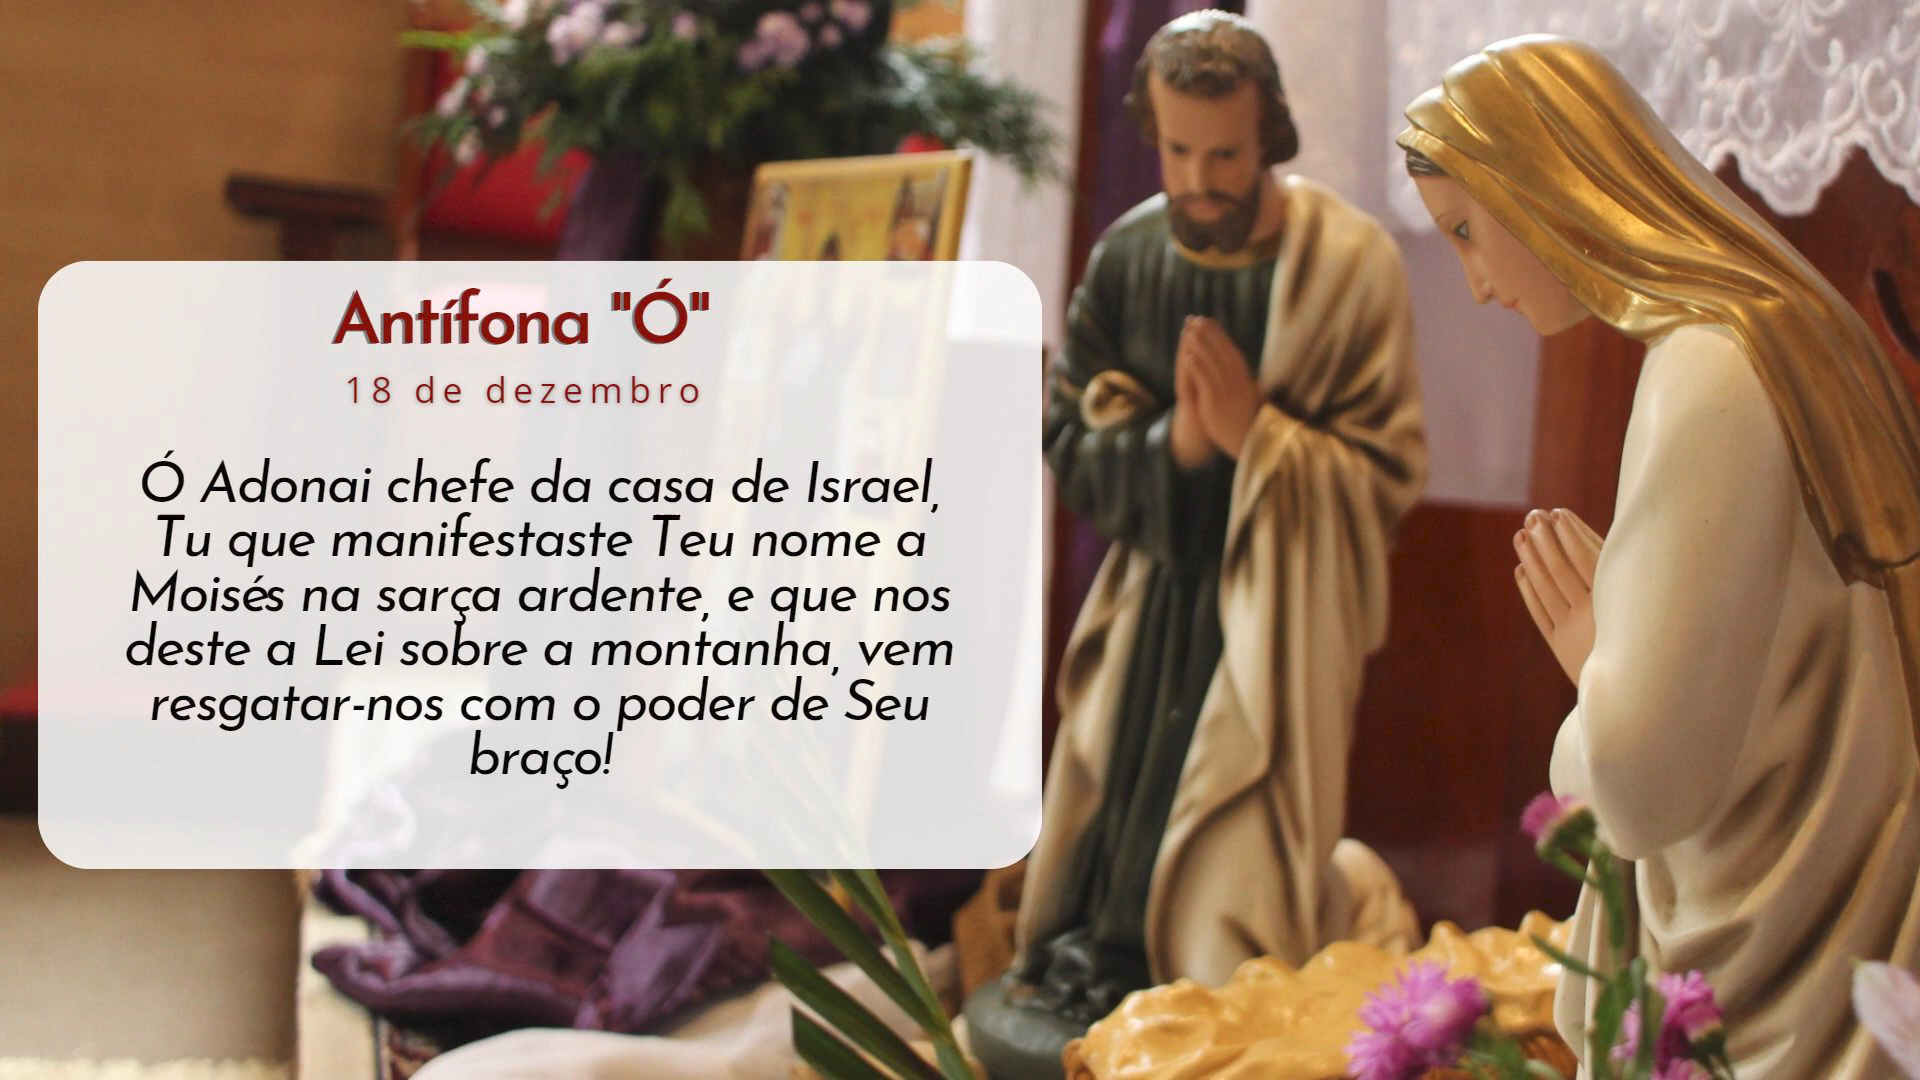 Antífona "Ó"
18 de dezembro
Ó Adonai chefe da casa de Israel,
Tu que manifestaste Teu nome a
Moisés na sarça ardente, e que nos
deste a Lei sobre a montanha, vem
resgatar-nos com o poder de Seu
braço!